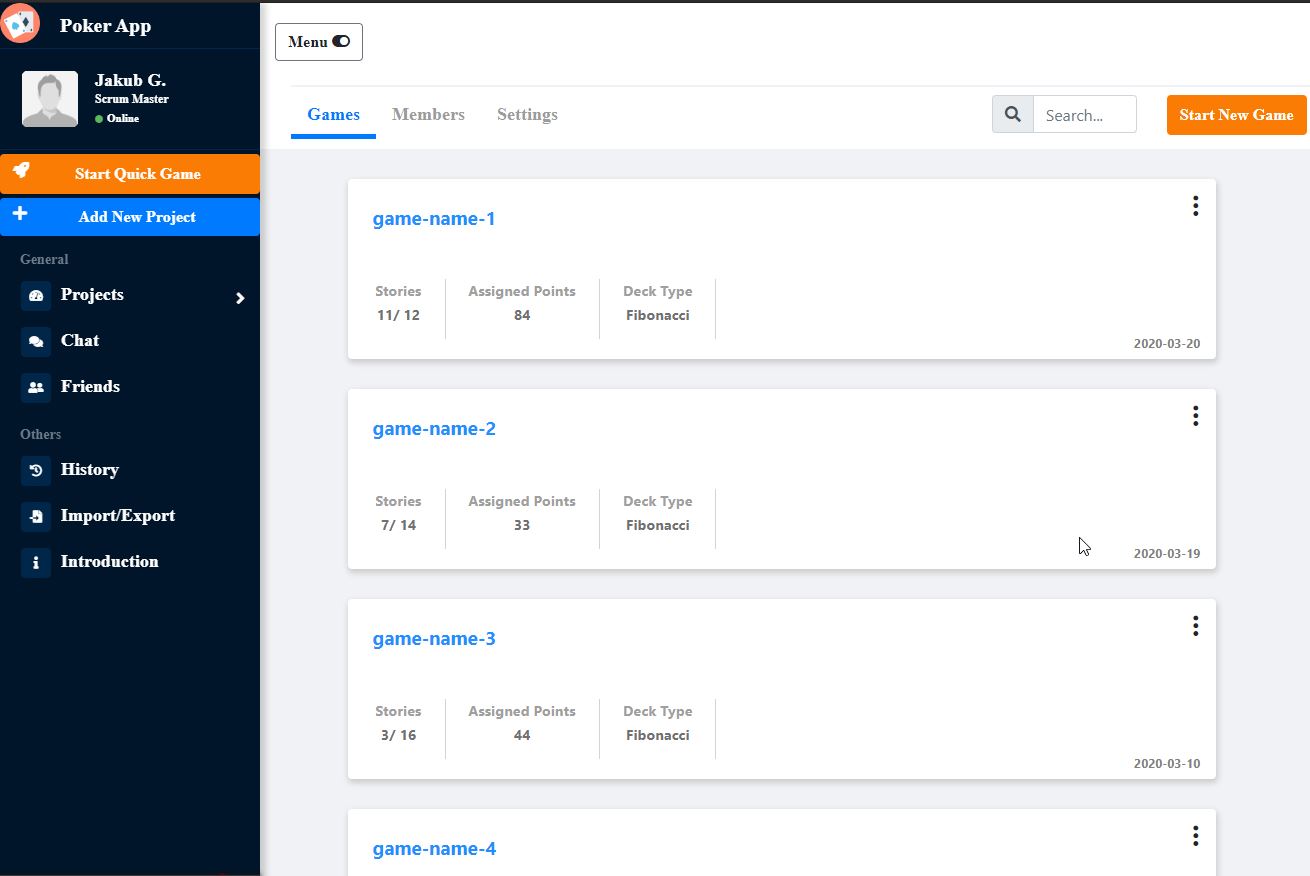 Poker App
Jakub G.
Scrum Master
Online
Start Quick Game
Add New Project
General
Projects
Chat
Friends
Others
History
Import/Export
Introduction
Menu
Games Members Settings Search... Start New Game
game-name-1
Stories Assigned Points Deck Type
11/ 12 84 Fibonacci
2020-03-20
game-name-2
Stories Assigned Points Deck Type
7/ 14 33 Fibonacci
2020-03-19
game-name-3
Stories Assigned Points Deck Type
3/ 16 44 Fibonacci
2020-03-10
game-name-4